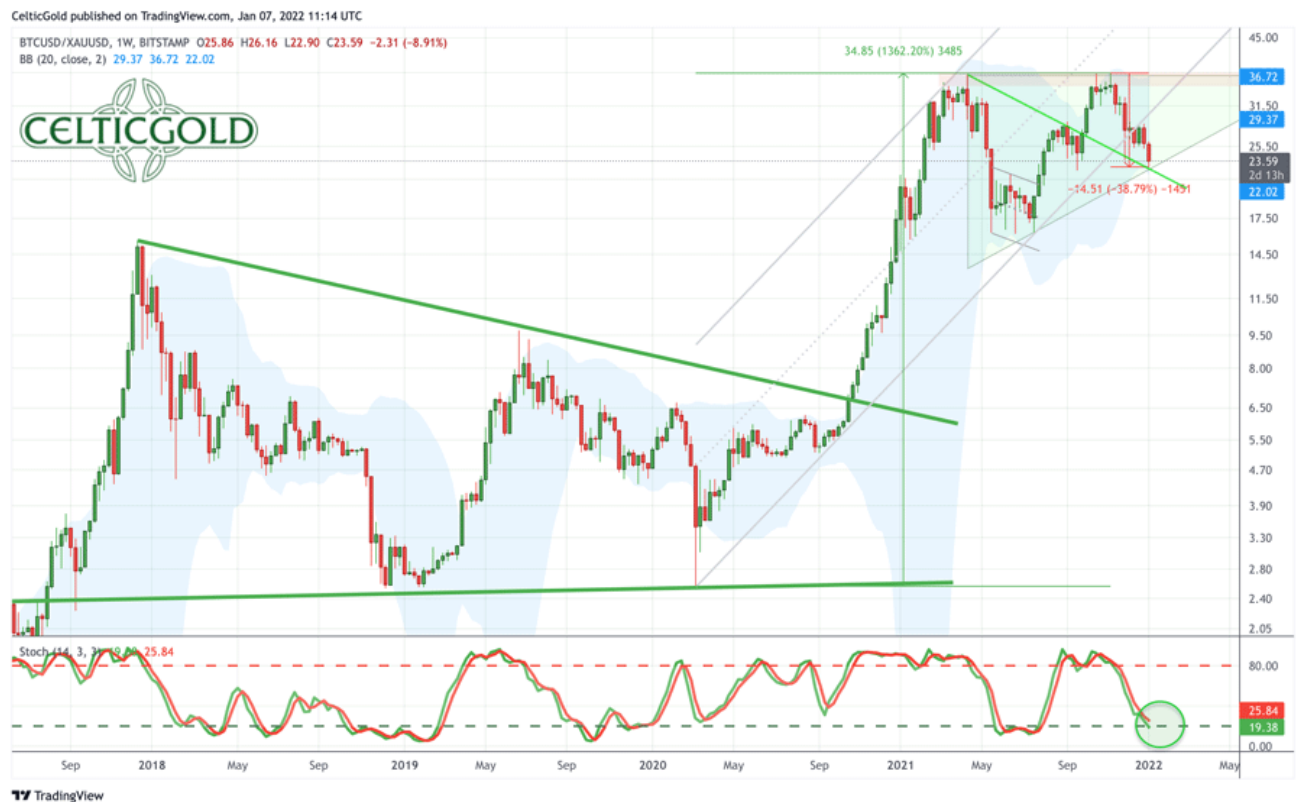 CelticGold published on TradingView.com, Jan 07, 2022 11:14 UTC
BTCUSD/XAUUSD, 1W, BITSTAMP O25.86 H26.16 L22.90 C23.59 −2.31 (−8.91%)
BB (20, close, 2) 29.37 36.72 22.02
CELTICGOLD
34.85 (1362.20%) 3485
−14.51 (−38.79%) −1451
45.00
36.72
31.50
29.37
25.50
23.59
2d 13h
22.02
17.50
14.50
11.50
9.50
8.00
6.50
5.50
4.70
3.90
3.30
2.80
2.40
2.05
Stoch (14, 3, 3) 19.38 25.84
80.00
25.84
19.38
0.00
Sep 2018 May Sep 2019 May Sep 2020 May Sep 2021 May Sep 2022 May
TradingView